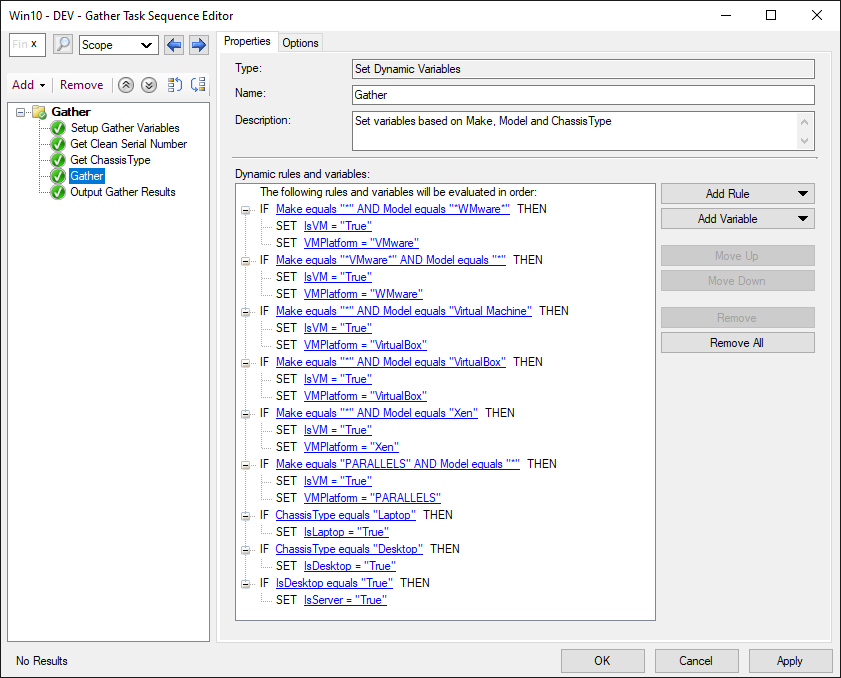 Win10 - DEV - Gather Task Sequence Editor
Fin x
Scope
Add
Remove
Gather
Setup Gather Variables
Get Clean Serial Number
Get ChassisType
Gather
Output Gather Results
Properties
Options
Type:
Set Dynamic Variables
Name:
Gather
Description:
Set variables based on Make, Model and ChassisType
Dynamic rules and variables:
The following rules and variables will be evaluated in order:
IF Make equals "*" AND Model equals "*WMware*" THEN
SET IsVM = "True"
SET VMPlatform = "VMware"
IF Make equals "*VMware*" AND Model equals "*" THEN
SET IsVM = "True"
SET VMPlatform = "WMware"
IF Make equals "*" AND Model equals "Virtual Machine" THEN
SET IsVM = "True"
SET VMPlatform = "VirtualBox"
IF Make equals "*" AND Model equals "VirtualBox" THEN
SET IsVM = "True"
SET VMPlatform = "VirtualBox"
IF Make equals "*" AND Model equals "Xen" THEN
SET IsVM = "True"
SET VMPlatform = "Xen"
IF Make equals "PARALLELS" AND Model equals "*" THEN
SET IsVM = "True"
SET VMPlatform = "PARALLELS"
IF ChassisType equals "Laptop" THEN
SET IsLaptop = "True"
IF ChassisType equals "Desktop" THEN
SET IsDesktop = "True"
IF IsDesktop equals "True" THEN
SET IsServer = "True"
Add Rule
Add Variable
Move Up
Move Down
Remove
Remove All
No Results
OK
Cancel
Apply